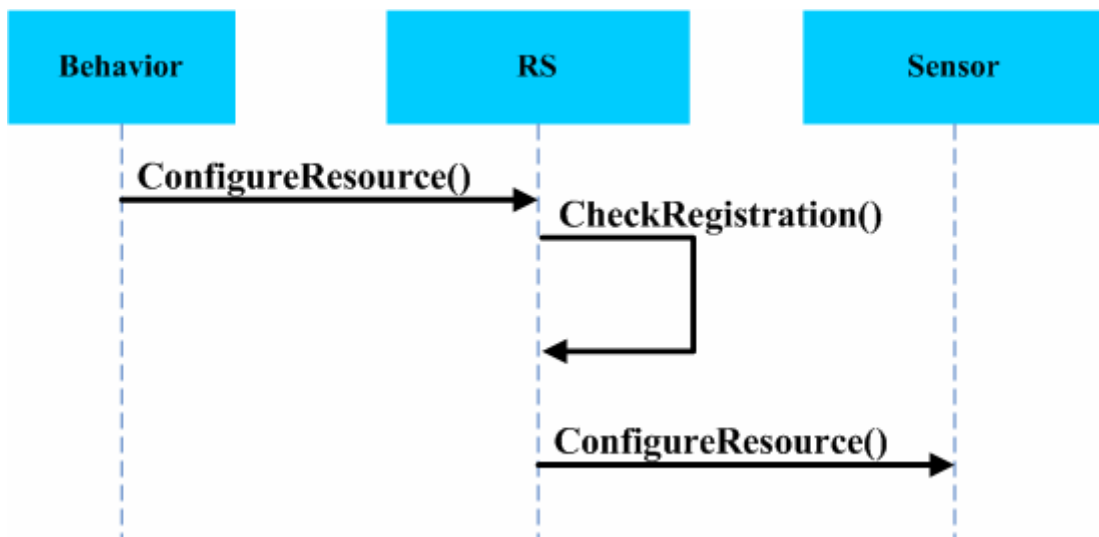 Behavior
RS
Sensor
ConfigureResource()
CheckRegistration()
ConfigureResource()